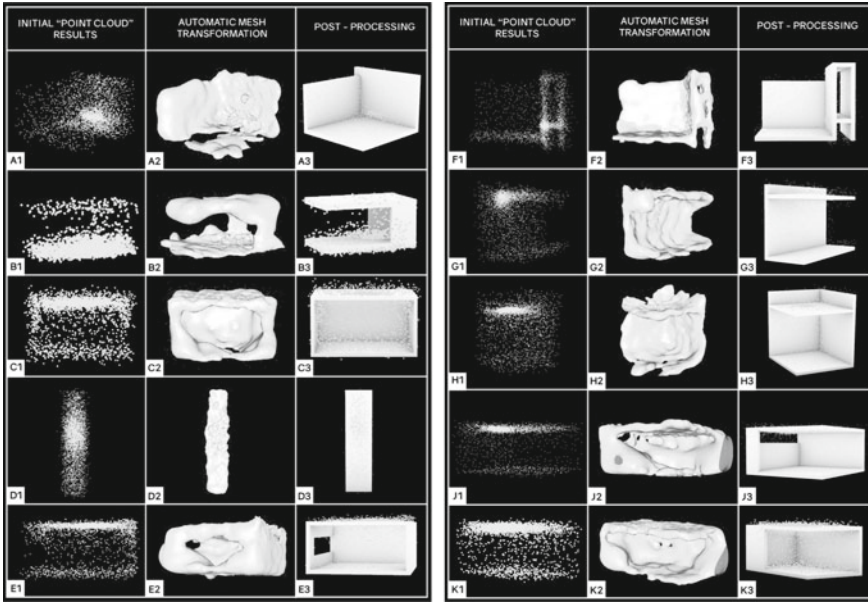 INITIAL "POINT CLOUD"
RESULTS
AUTOMATIC MESH
TRANSFORMATION
POST - PROCESSING
A1
A2
A3
B1
B2
B3
C1
C2
C3
D1
D2
D3
E1
E2
E3
INITIAL "POINT CLOUD"
RESULTS
AUTOMATIC MESH
TRANSFORMATION
POST - PROCESSING
F1
F2
F3
G1
G2
G3
H1
H2
H3
J1
J2
J3
K1
K2
K3